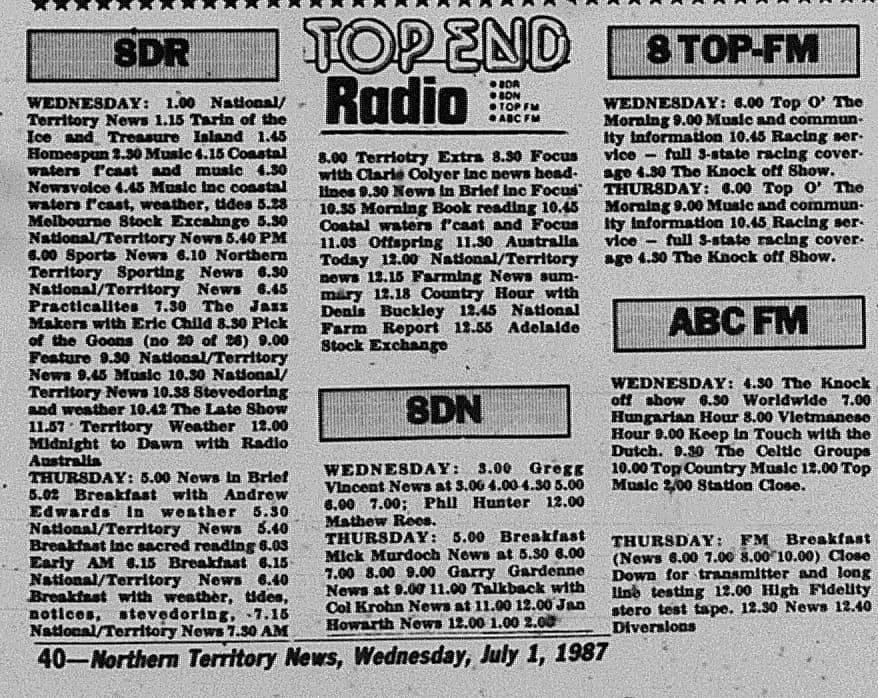 8DR
WEDNESDAY: 1.00 National/
Territory News 1.15 Tarin of the
Ice and Treasure Island 1.45
Homespun 2.30 Music 4.15 Coastal
waters f'cast and music 4.30
Newsvoice 4.45 Music inc coastal
waters f'cast, weather, tides 5.28
Melbourne Stock Excahnge 5.30
National/Territory News 5.40 PM
6.00 Sports News 6.10 Northern
Territory Sporting News 6.30
National/Territory News 6.45
Practicalites 7.30 The Jazz
Makers with Eric Child 8.30 Pick
of the Goons (no 20 of 26) 9.00
Feature 9.30 National/Territory
News 9.45 Music 10.30 National/
Territory News 10.38 Stevedoring
and weather 10.42 The Late Show
11.57 Territory Weather 12.00
Midnight to Dawn with Radio
Australia
THURSDAY: 5.00 News in Brief
5.02 Breakfast with Andrew
Edwards in weather 5.30
National/Territory News 5.40
Breakfast inc sacred reading 6.03
Early AM 6.15 Breakfast 6.15
National/Territory News 6.40
Breakfast with weather, tides,
notices, stevedoring, 7.15
National/Territory News 7.30 AM
TOP END
Radio
• 8DR
• 8DN
• TOP FM
• ABC FM
8.00 Terriotry Extra 8.30 Focus
with Clarie Colyer inc news head-
lines 9.30 News in Brief inc Focus
10.35 Morning Book reading 10.45
Coatal waters f'cast and Focus
11.03 Offspring 11.30 Australia
Today 12.00 National/Territory
news 12.15 Farming News sum-
mary 12.18 Country Hour with
Denis Buckley 12.45 National
Farm Report 12.55 Adelaide
Stock Exchange
8DN
WEDNESDAY: 3.00 Gregg
Vincent News at 3.00 4.00 4.30 5.00
6.00 7.00; Phil Hunter 12.00
Mathew Rees.
THURSDAY: 5.00 Breakfast
Mick Murdoch News at 5.30 6.00
7.00 8.00 9.00 Garry Gardenne
News at 9.00 11.00 Talkback with
Col Krohn News at 11.00 12.00 Jan
Howarth News 12.00 1.00 2.00
8 TOP-FM
WEDNESDAY: 6.00 Top O' The
Morning 9.00 Music and commun-
ity information 10.45 Racing ser-
vice — full 3-state racing cover-
age 4.30 The Knock off Show.
THURSDAY: 6.00 Top O' The
Morning 9.00 Music and commun-
ity information 10.45 Racing ser-
vice — full 3-state racing cover-
age 4.30 The Knock off Show.
ABC FM
WEDNESDAY: 4.30 The Knock
off show 6.30 Worldwide 7.00
Hungarian Hour 8.00 Vietmanese
Hour 9.00 Keep in Touch with the
Dutch. 9.30 The Celtic Groups
10.00 Top Country Music 12.00 Top
Music 2.00 Station Close.
THURSDAY: FM Breakfast
(News 6.00 7.00 8.00 10.00) Close
Down for transmitter and long
line testing 12.00 High Fidelity
stero test tape. 12.30 News 12.40
Diversions
40—Northern Territory News, Wednesday, July 1, 1987